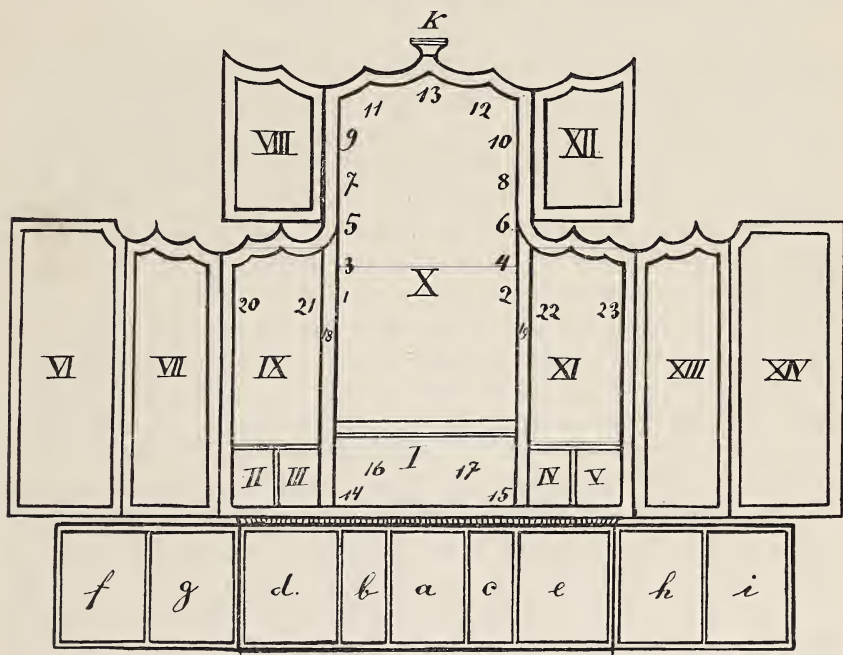 K
11 13 12
VIII 9 10 XII
7 8
5 6
3 4
20 21 1 X 2 22 23
18 19
VI VII IX XI XIII XIV
II III 16 I 17 IV V
14 15
f g d. b a c e h i